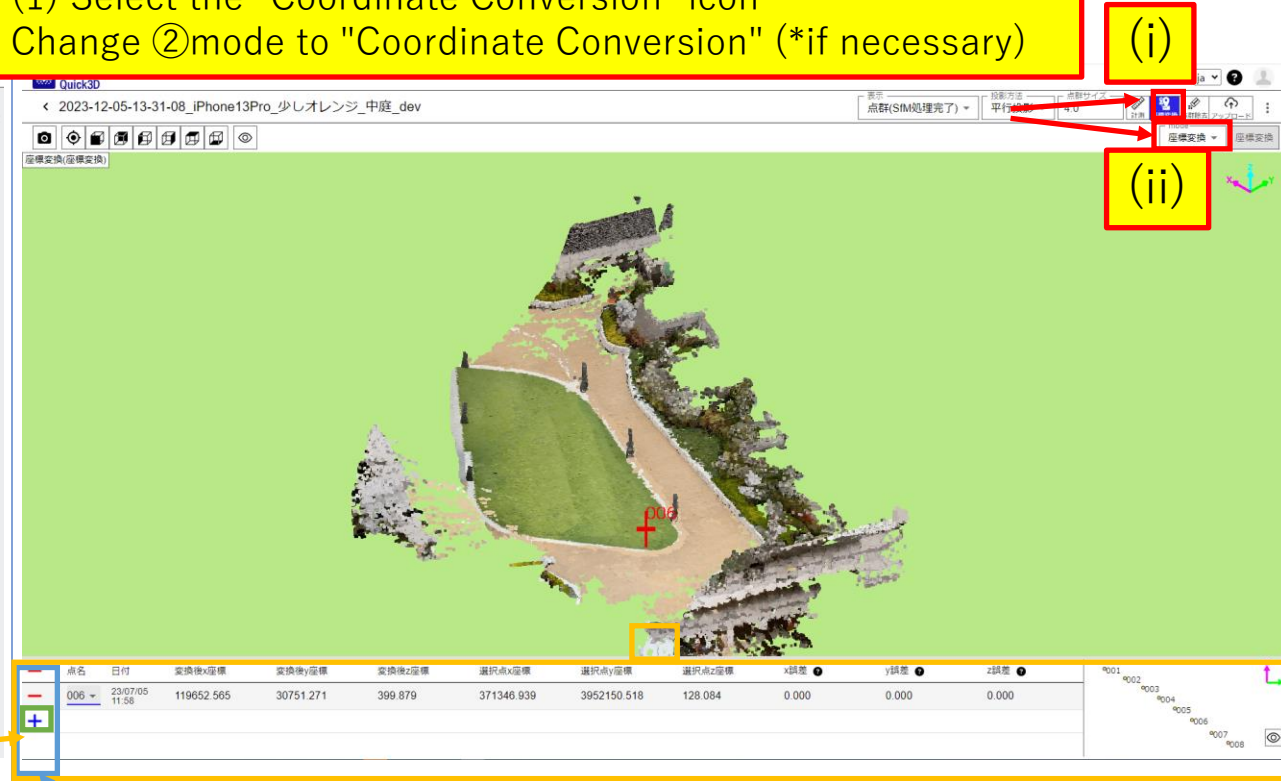 (1) Select the "Coordinate Conversion" icon
Change ②mode to "Coordinate Conversion" (*if necessary)
(i)
Quick3D
ja
2023-12-05-13-31-08_iPhone13Pro_少しオレンジ_中庭_dev
表示
点群(SfM処理完了)
投影方法
平行投影
点群サイズ
4.0
計測
アップロード
mode
座標変換
座標変換
座標変換(座標変換)
(ii)
Z
X
Y
006
点名 日付 変換後x座標 変換後y座標 変換後z座標 選択点x座標 選択点y座標 選択点z座標 x誤差 y誤差 z誤差
006 23/07/05 11:58 119652.565 30751.271 399.879 371346.939 3952150.518 128.084 0.000 0.000 0.000
001
002
003
004
005
006
007
008